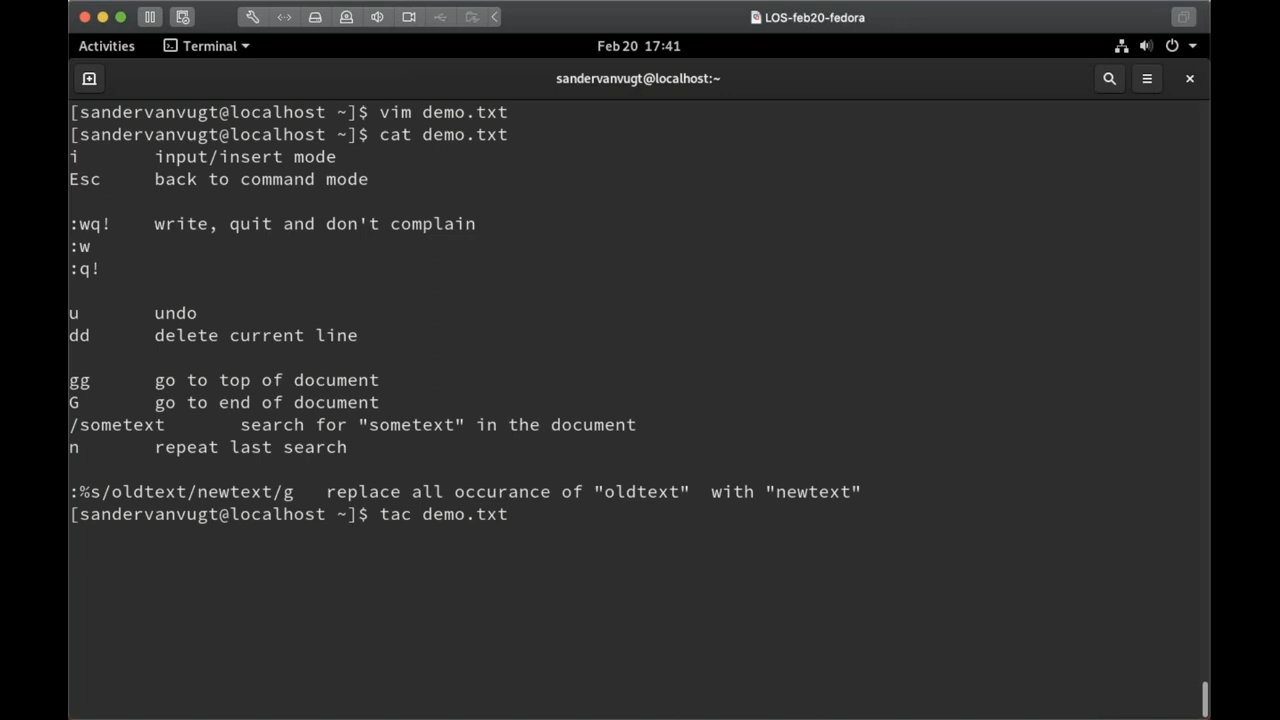 LOS-feb20-fedora
Activities Terminal Feb 20 17:41
sandervanvugt@localhost:~
[sandervanvugt@localhost ~]$ vim demo.txt
[sandervanvugt@localhost ~]$ cat demo.txt
i input/insert mode
Esc back to command mode
:wq! write, quit and don't complain
:w
:q!
u undo
dd delete current line
gg go to top of document
G go to end of document
/sometext search for "sometext" in the document
n repeat last search
:%s/oldtext/newtext/g replace all occurance of "oldtext" with "newtext"
[sandervanvugt@localhost ~]$ tac demo.txt